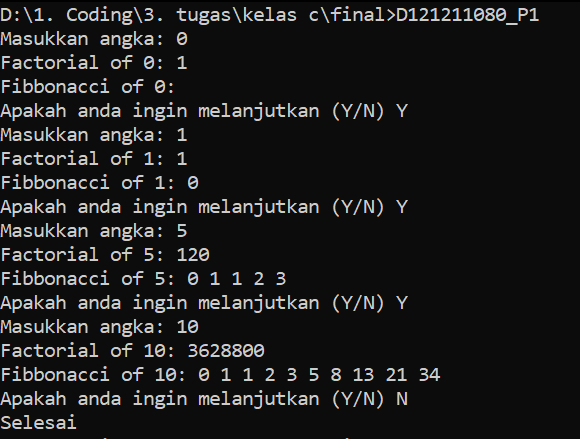 D:\1. Coding\3. tugas\kelas c\final>D121211080_P1
Masukkan angka: 0
Factorial of 0: 1
Fibbonacci of 0:
Apakah anda ingin melanjutkan (Y/N) Y
Masukkan angka: 1
Factorial of 1: 1
Fibbonacci of 1: 0
Apakah anda ingin melanjutkan (Y/N) Y
Masukkan angka: 5
Factorial of 5: 120
Fibbonacci of 5: 0 1 1 2 3
Apakah anda ingin melanjutkan (Y/N) Y
Masukkan angka: 10
Factorial of 10: 3628800
Fibbonacci of 10: 0 1 1 2 3 5 8 13 21 34
Apakah anda ingin melanjutkan (Y/N) N
Selesai